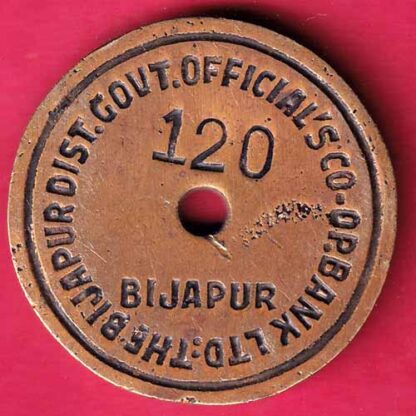 THE BIJAPUR DIST. GOVT. OFFICIAL'S CO-OP. BANK LTD:
120
BIJAPUR